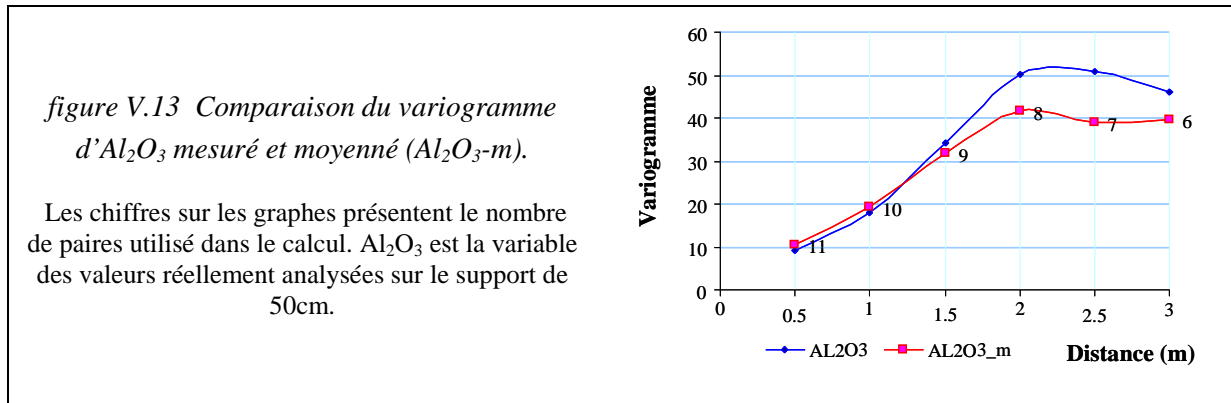 figure V.13 Comparaison du variogramme
d'Al₂O₃ mesuré et moyenné (Al₂O₃-m).
Les chiffres sur les graphes présentent le nombre
de paires utilisé dans le calcul. Al₂O₃ est la variable
des valeurs réellement analysées sur le support de
50cm.
Variogramme
60
50
40
30
20
10
0
11
10
9
8
7
6
0
0.5
1
1.5
2
2.5
3
AL2O3
AL2O3_m
Distance (m)